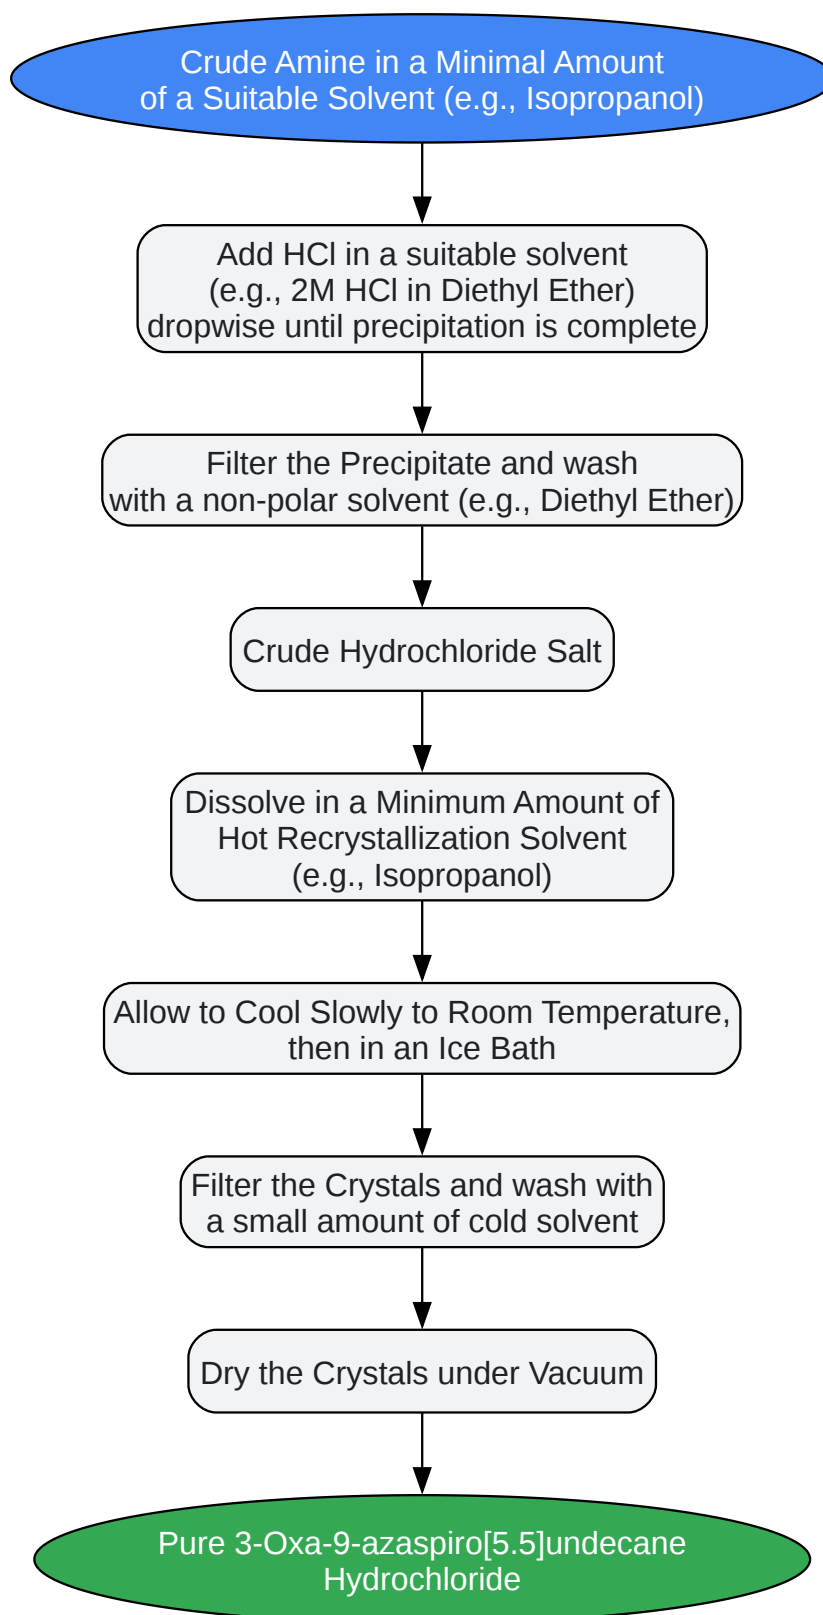 Crude Amine in a Minimal Amount
of a Suitable Solvent (e.g., Isopropanol)
Add HCl in a suitable solvent
(e.g., 2M HCl in Diethyl Ether)
dropwise until precipitation is complete
Filter the Precipitate and wash
with a non-polar solvent (e.g., Diethyl Ether)
Crude Hydrochloride Salt
Dissolve in a Minimum Amount of
Hot Recrystallization Solvent
(e.g., Isopropanol)
Allow to Cool Slowly to Room Temperature,
then in an Ice Bath
Filter the Crystals and wash with
a small amount of cold solvent
Dry the Crystals under Vacuum
Pure 3-Oxa-9-azaspiro[5.5]undecane
Hydrochloride